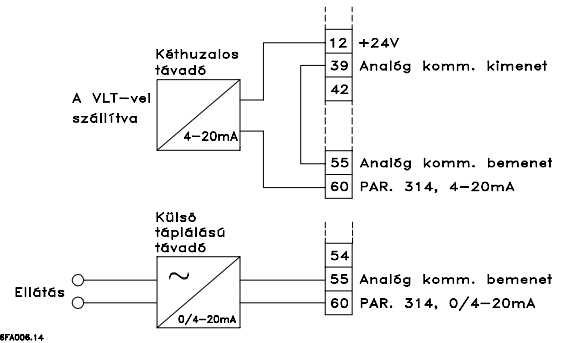 12 +24V
Kéthuzalos
távadó
39 Analóg komm. kimenet
42
A VLT-vel
szállítva
4-20mA
55 Analóg komm. bemenet
60 PAR. 314, 4-20mA
Külső
táplálású
távadó
54
~
55 Analóg komm. bemenet
Ellátás
60 PAR. 314, 0/4-20mA
0/4-20mA